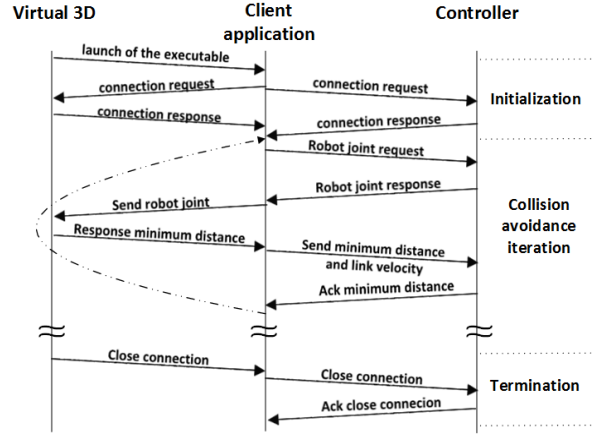 Virtual 3D
Client
application
Controller
launch of the executable
connection request
connection request
connection response
connection response
Initialization
Robot joint request
Robot joint response
Send robot joint
Response minimum distance
Send minimum distance
and link velocity
Ack minimum distance
Collision
avoidance
iteration
Close connection
Close connection
Ack close connecion
Termination